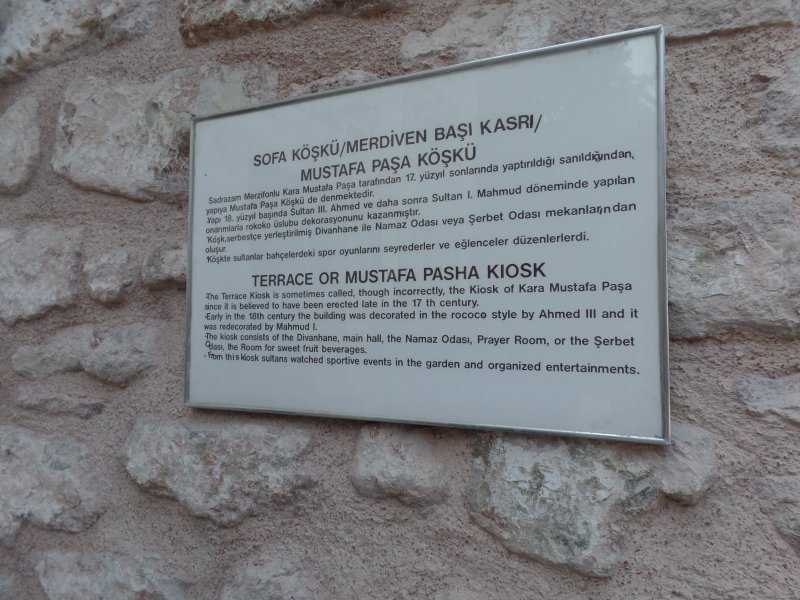 SOFA KÖŞKÜ/MERDİVEN BAŞI KASRI/
MUSTAFA PAŞA KÖŞKÜ
Sadrazam Merzifonlu Kara Mustafa Paşa tarafından 17. yüzyıl sonlarında yaptırıldığı sanıldığından,
yapıya Mustafa Paşa Köşkü de denmektedir.
Yapı 18. yüzyıl başında Sultan III. Ahmed ve daha sonra Sultan I. Mahmud döneminde yapılan
onarımlarla rokoko üslubu dekorasyonunu kazanmıştır.
Köşk, serbestçe yerleştirilmiş Divanhane ile Namaz Odası veya Şerbet Odası mekanlarından
oluşur.
Köşkte sultanlar bahçelerdeki spor oyunlarını seyrederler ve eğlenceler düzenlerlerdi.
TERRACE OR MUSTAFA PASHA KIOSK
The Terrace Kiosk is sometimes called, though incorrectly, the Kiosk of Kara Mustafa Paşa
since it is believed to have been erected late in the 17 th century.
Early in the 18th century the building was decorated in the rococo style by Ahmed III and it
was redecorated by Mahmud I.
The kiosk consists of the Divanhane, main hall, the Namaz Odası, Prayer Room, or the Şerbet
Odası, the Room for sweet fruit beverages.
From this kiosk sultans watched sportive events in the garden and organized entertainments.